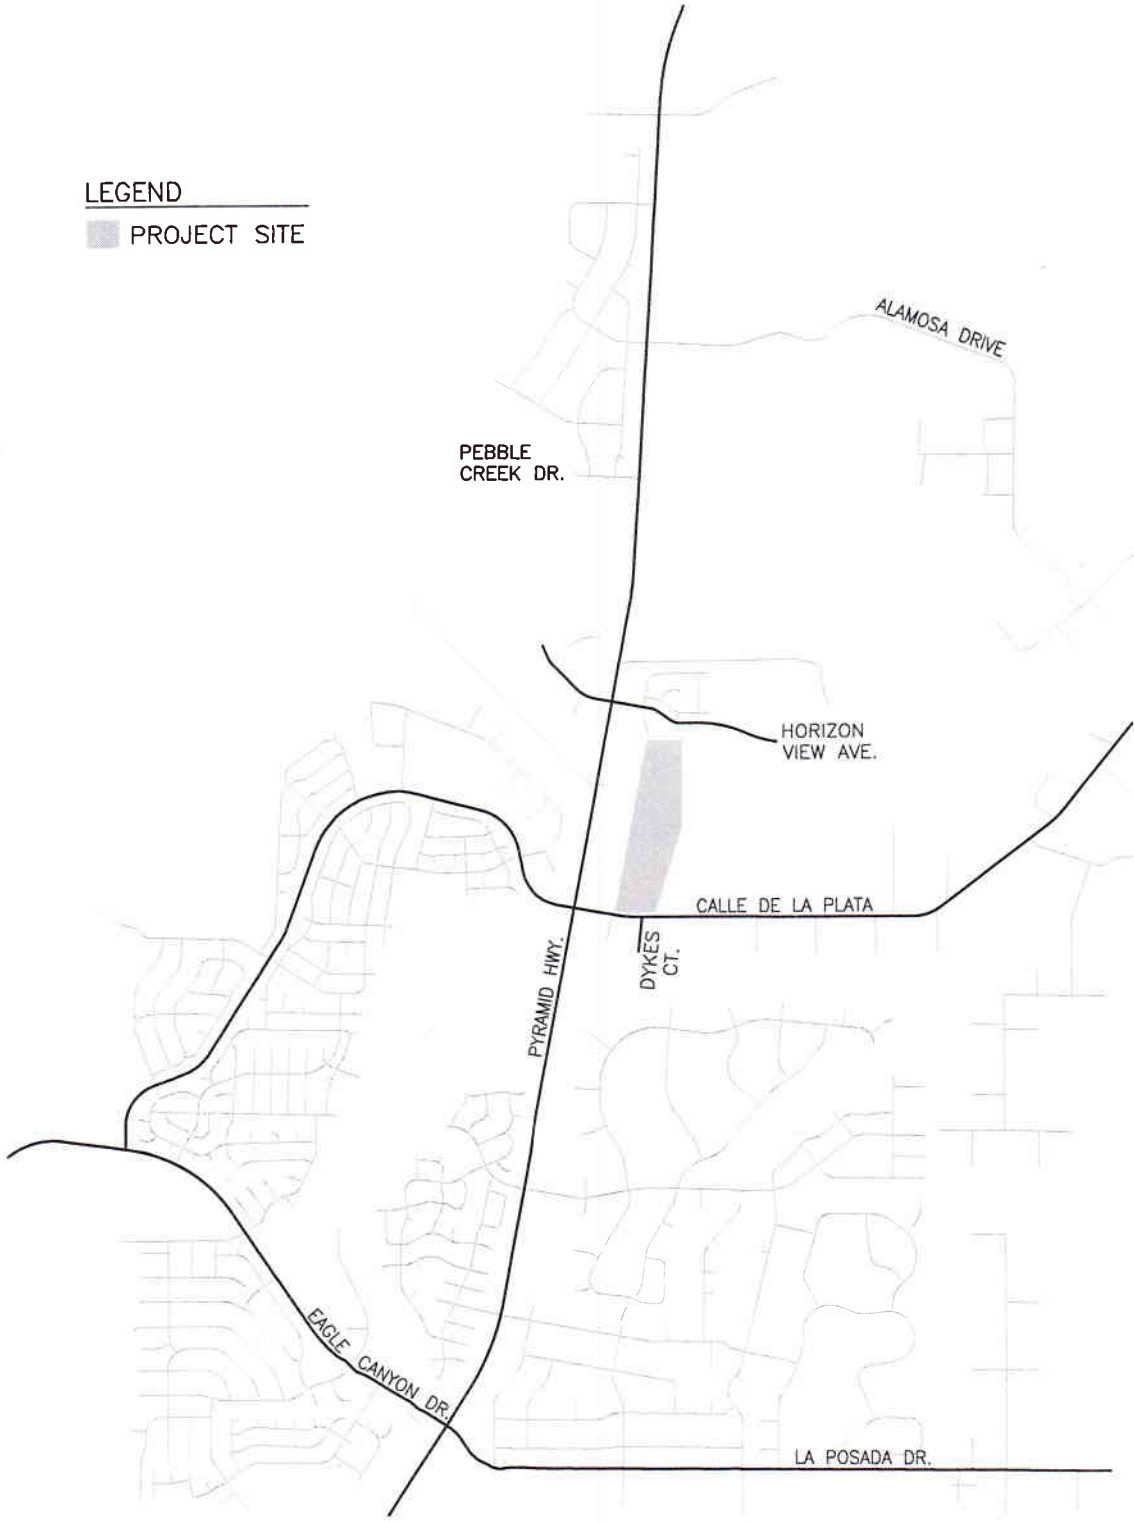 LEGEND
PROJECT SITE
ALAMOSA DRIVE
PEBBLE
CREEK DR.
HORIZON
VIEW AVE.
CALLE DE LA PLATA
DYKES
CT.
PYRAMID HWY.
EAGLE CANYON DR.
LA POSADA DR.